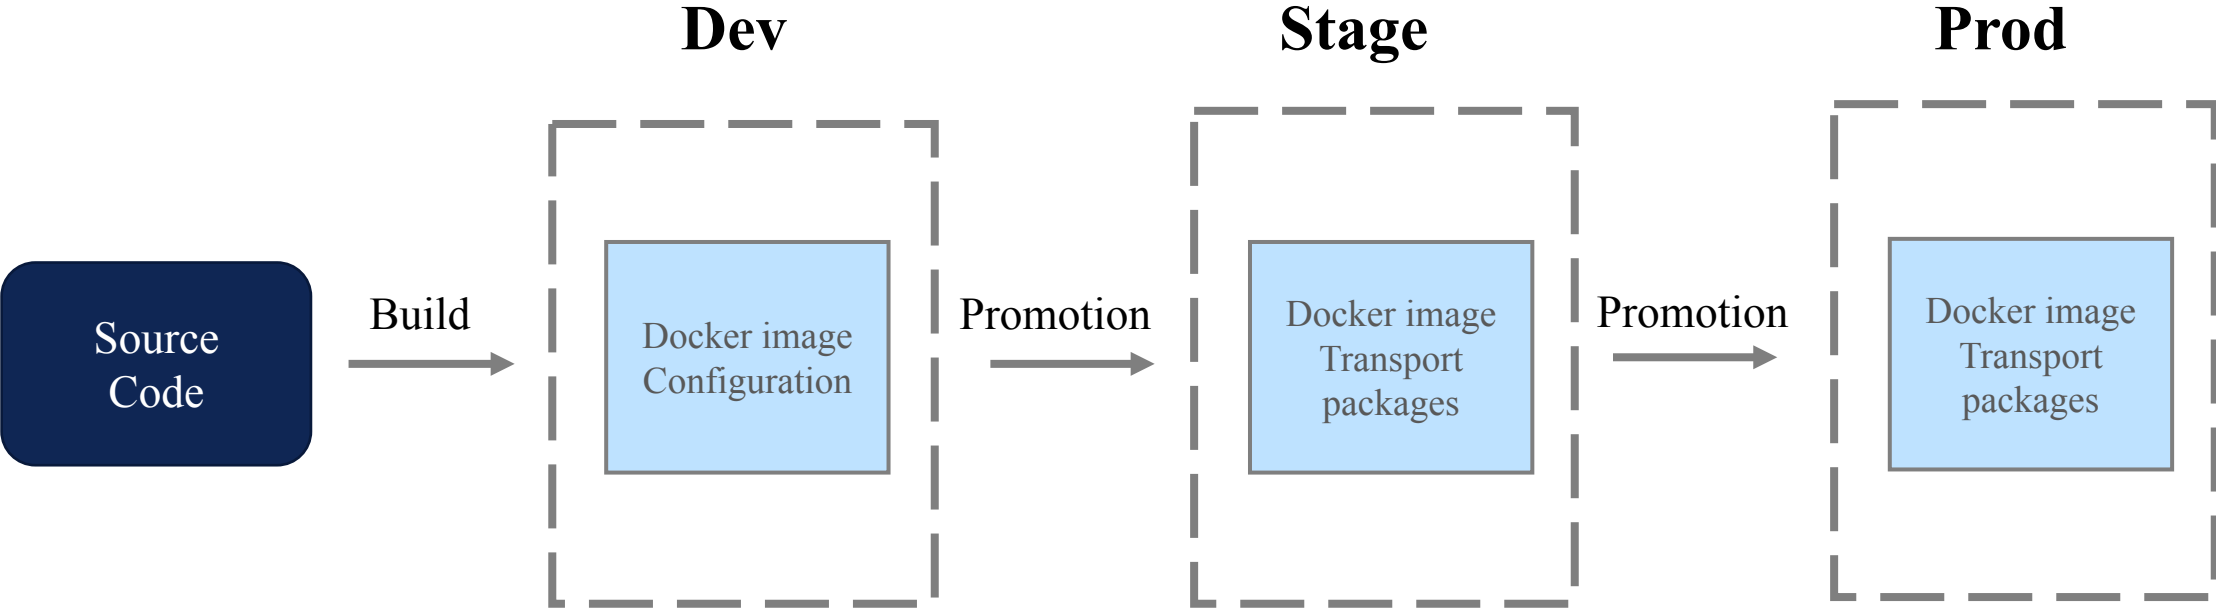 Dev
Stage
Prod
Source
Code
Build
Docker image
Configuration
Promotion
Docker image
Transport
packages
Promotion
Docker image
Transport
packages